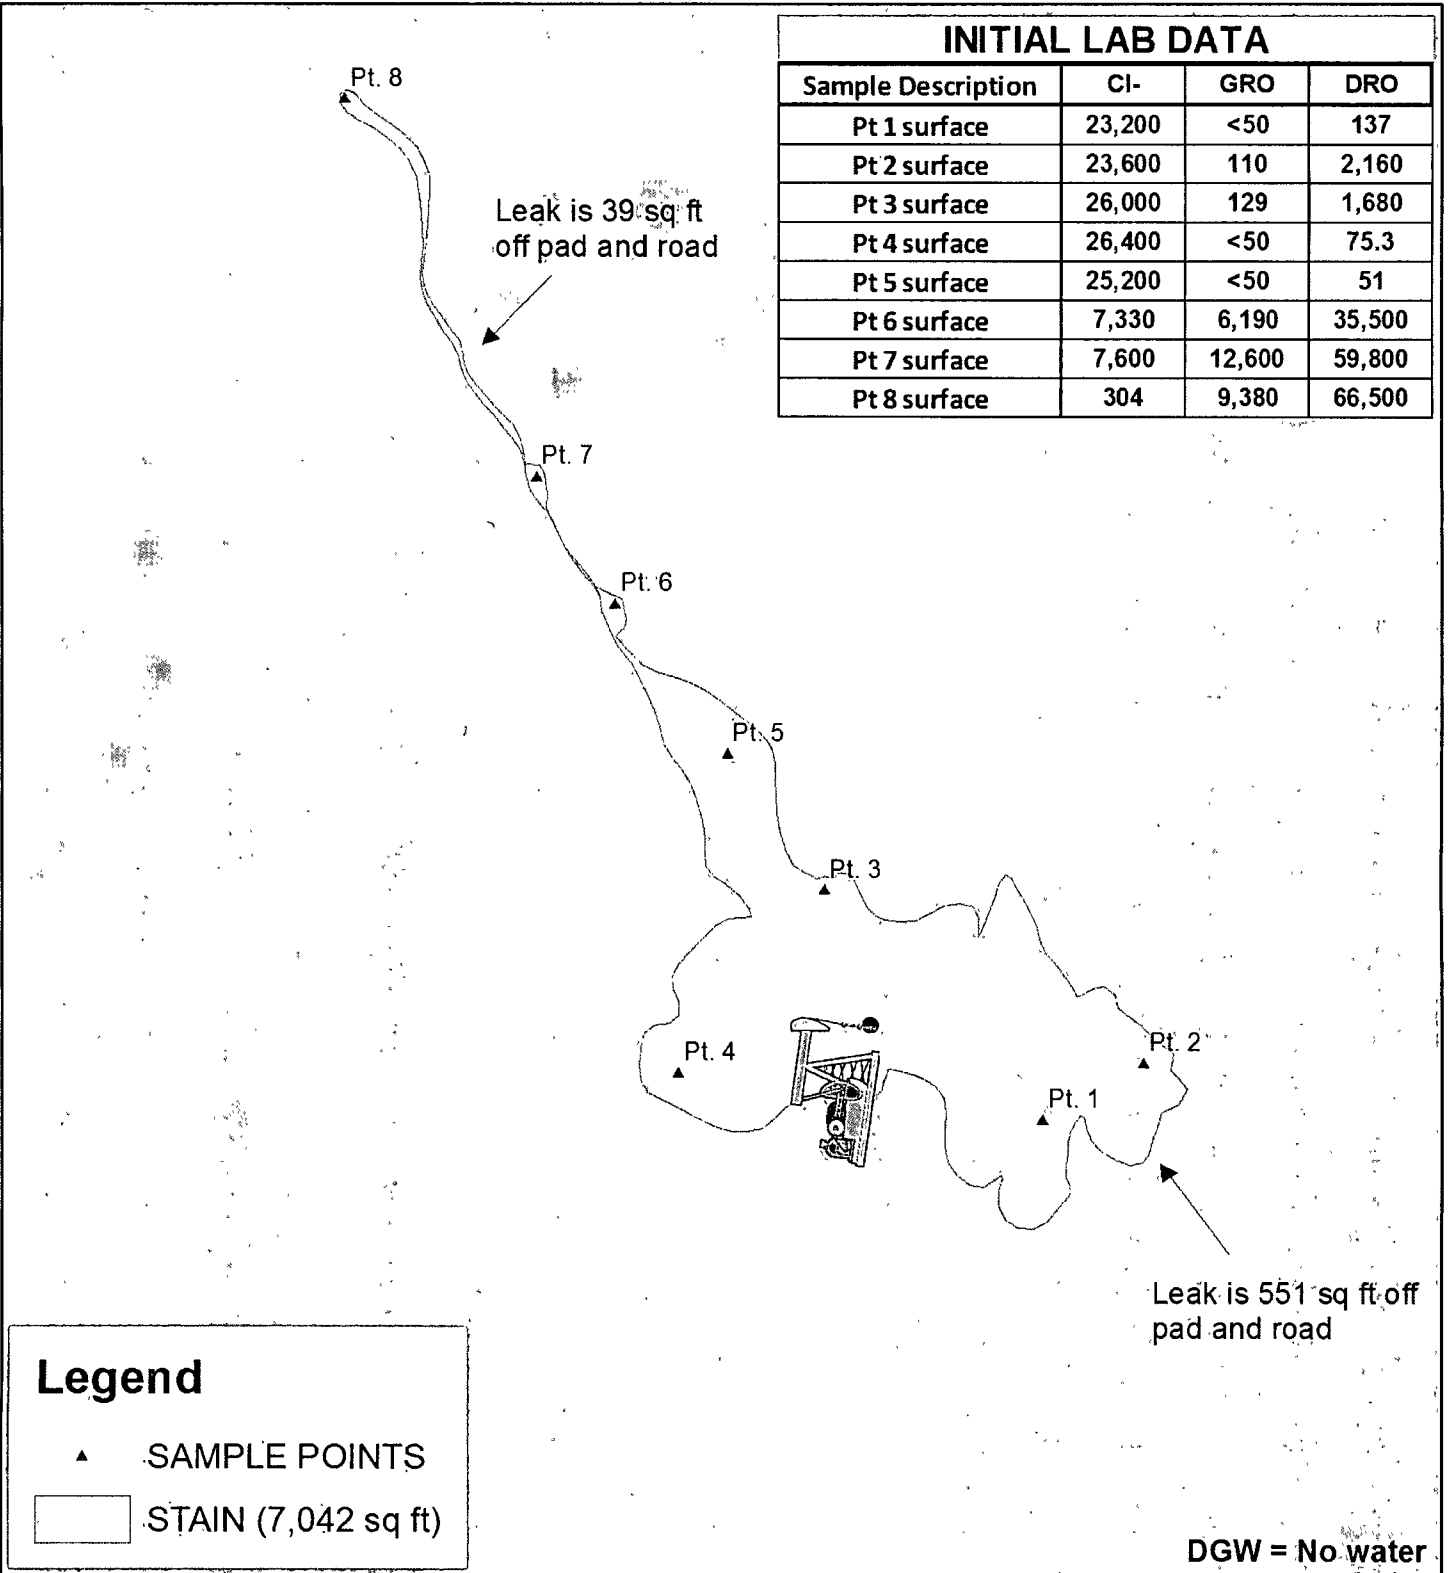 INITIAL LAB DATA
Sample Description Cl- GRO DRO
Pt 1 surface 23,200 <50 137
Pt 2 surface 23,600 110 2,160
Pt 3 surface 26,000 129 1,680
Pt 4 surface 26,400 <50 75.3
Pt 5 surface 25,200 <50 51
Pt 6 surface 7,330 6,190 35,500
Pt 7 surface 7,600 12,600 59,800
Pt 8 surface 304 9,380 66,500
Pt. 8
Leak is 39 sq ft
off pad and road
Pt. 7
Pt. 6
Pt. 5
Pt. 3
Pt. 4
Pt. 2
Pt. 1
Leak is 551 sq ft off
pad and road
Legend
SAMPLE POINTS
STAIN (7,042 sq ft)
DGW = No water